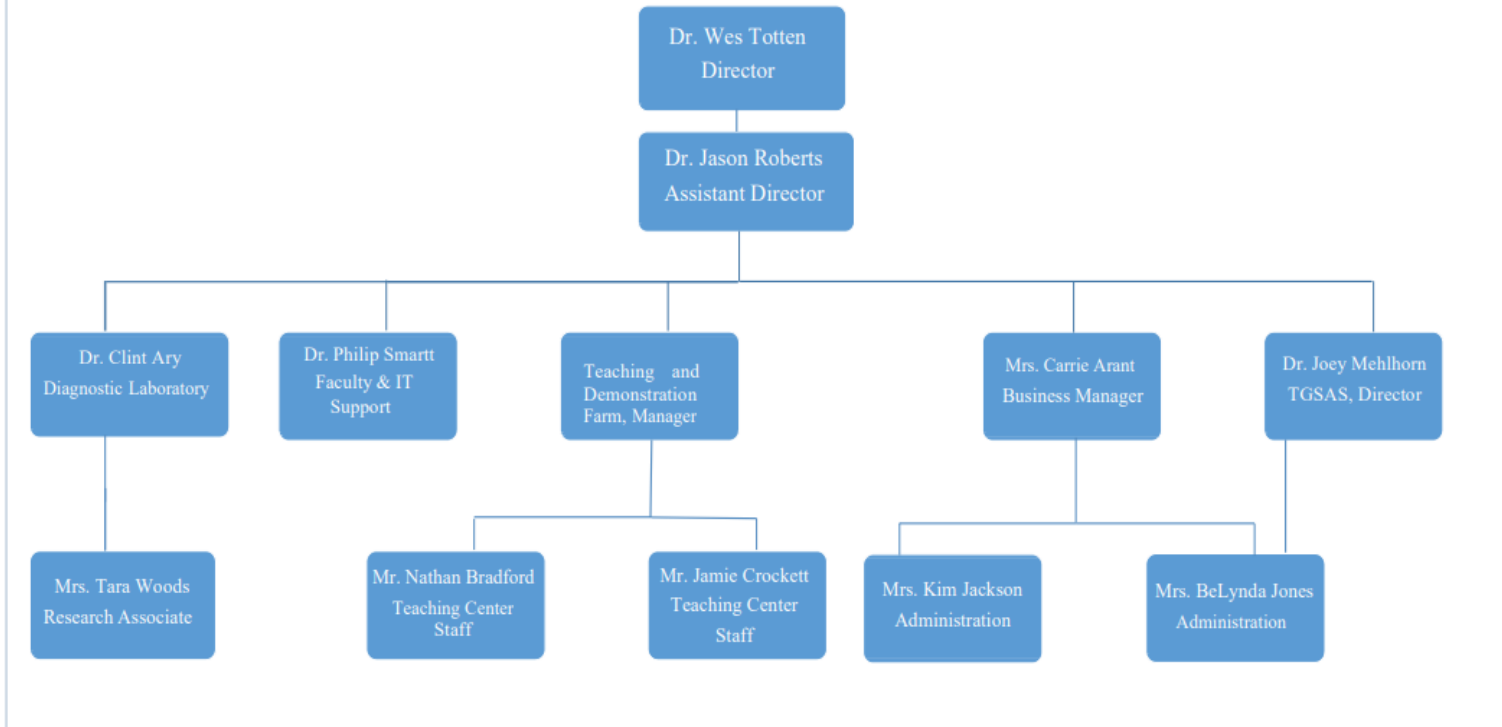 Dr. Wes Totten
Director
Dr. Jason Roberts
Assistant Director
Dr. Clint Ary
Diagnostic Laboratory
Dr. Philip Smartt
Faculty & IT
Support
Teaching and
Demonstration
Farm, Manager
Mrs. Carrie Arant
Business Manager
Dr. Joey Mehlhorn
TGSAS, Director
Mrs. Tara Woods
Research Associate
Mr. Nathan Bradford
Teaching Center
Staff
Mr. Jamie Crockett
Teaching Center
Staff
Mrs. Kim Jackson
Administration
Mrs. BeLynda Jones
Administration